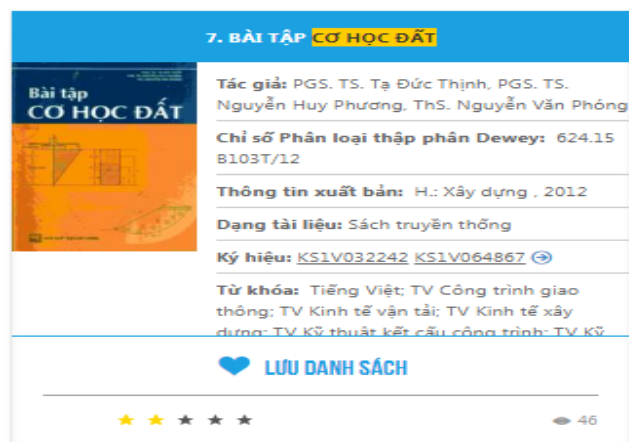 7. BÀI TẬP CƠ HỌC ĐẤT
Bài tập
CƠ HỌC ĐẤT
Tác giả: PGS. TS. Tạ Đức Thịnh, PGS. TS.
Nguyễn Huy Phương, ThS. Nguyễn Văn Phóng
Chỉ số Phân loại thập phân Dewey: 624.15
B103T/12
Thông tin xuất bản: H.: Xây dựng , 2012
Dạng tài liệu: Sách truyền thống
Ký hiệu: KS1V032242 KS1V064867
Từ khóa: Tiếng Việt; TV Công trình giao
thông; TV Kinh tế vận tải; TV Kinh tế xây
dựng; TV Kỹ thuật kết cấu công trình; TV Kỹ
LƯU DANH SÁCH
46